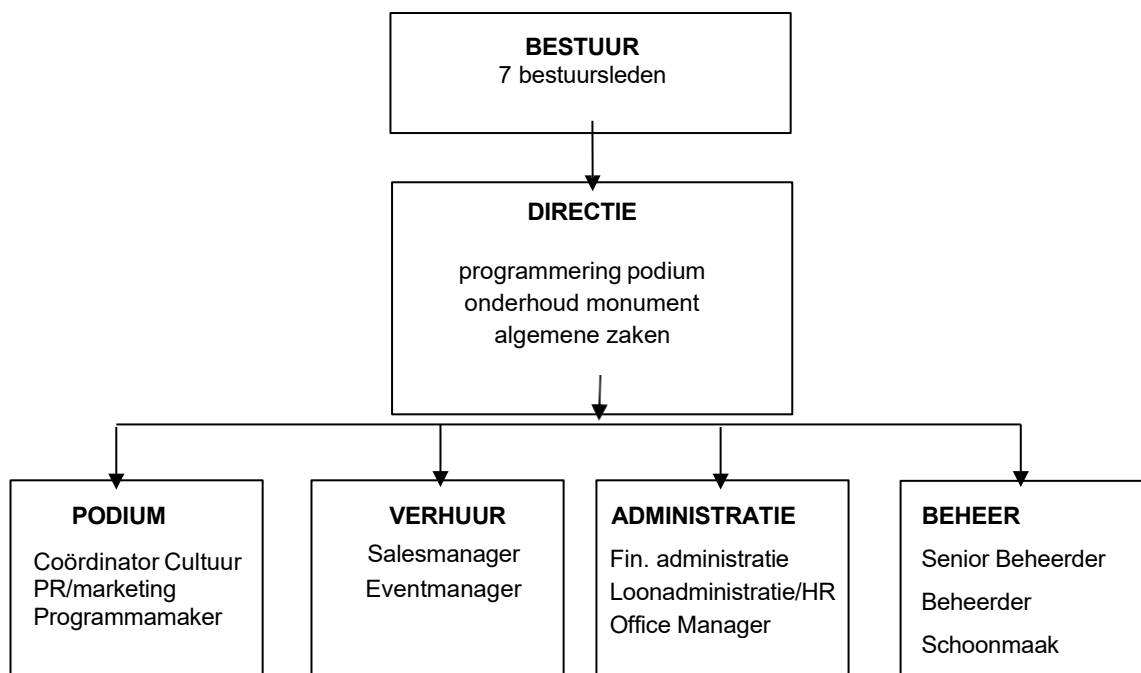 BESTUUR
7 bestuursleden
DIRECTIE
programmering podium
onderhoud monument
algemene zaken
PODIUM
Coördinator Cultuur
PR/marketing
Programmamaker
VERHUUR
Salesmanager
Eventmanager
ADMINISTRATIE
Fin. administratie
Loonadministratie/HR
Office Manager
BEHEER
Senior Beheerder
Beheerder
Schoonmaak